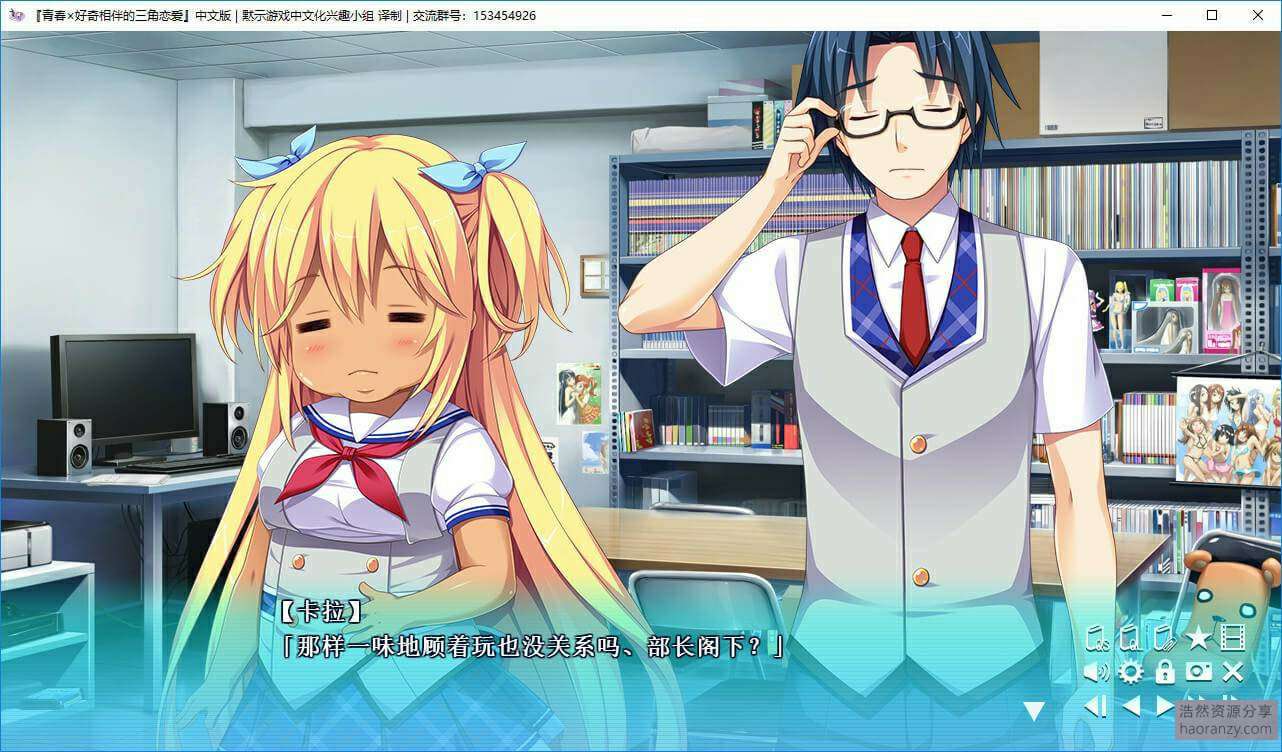 『青春×好奇相伴的三角恋爱』中文版 | 默示游戏中文化兴趣小组 译制 | 交流群号：153454926
【卡拉】
「那样一味地顾着玩也没关系吗、部长阁下？」
浩然资源分享
haoranzy.com